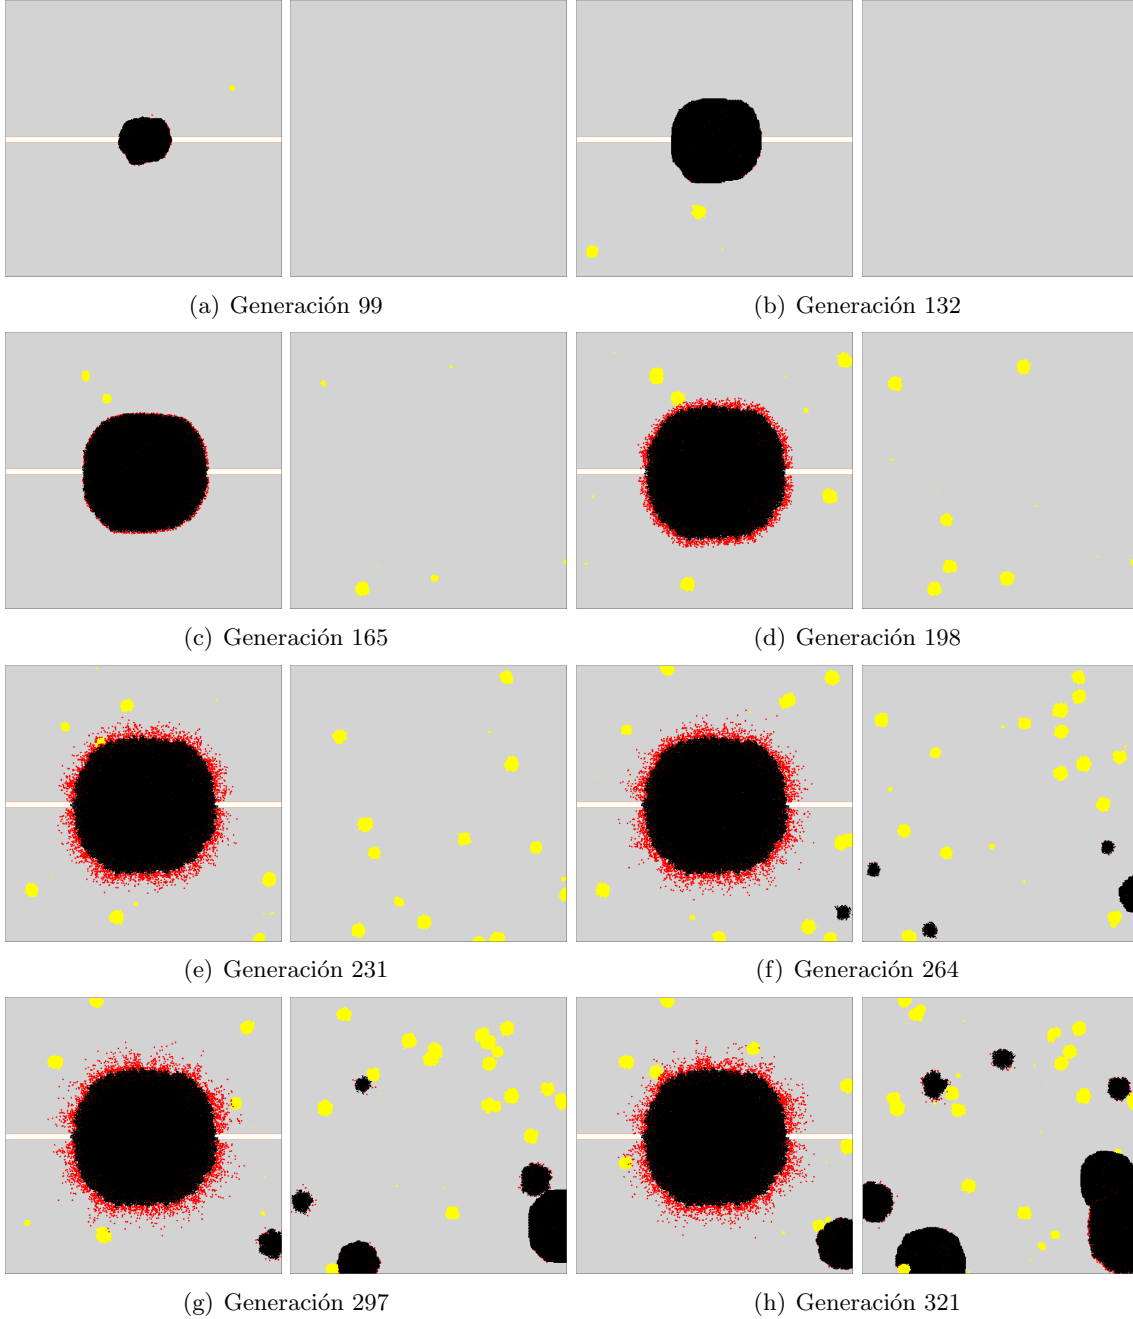 (a) Generación 99
(b) Generación 132
(c) Generación 165
(d) Generación 198
(e) Generación 231
(f) Generación 264
(g) Generación 297
(h) Generación 321